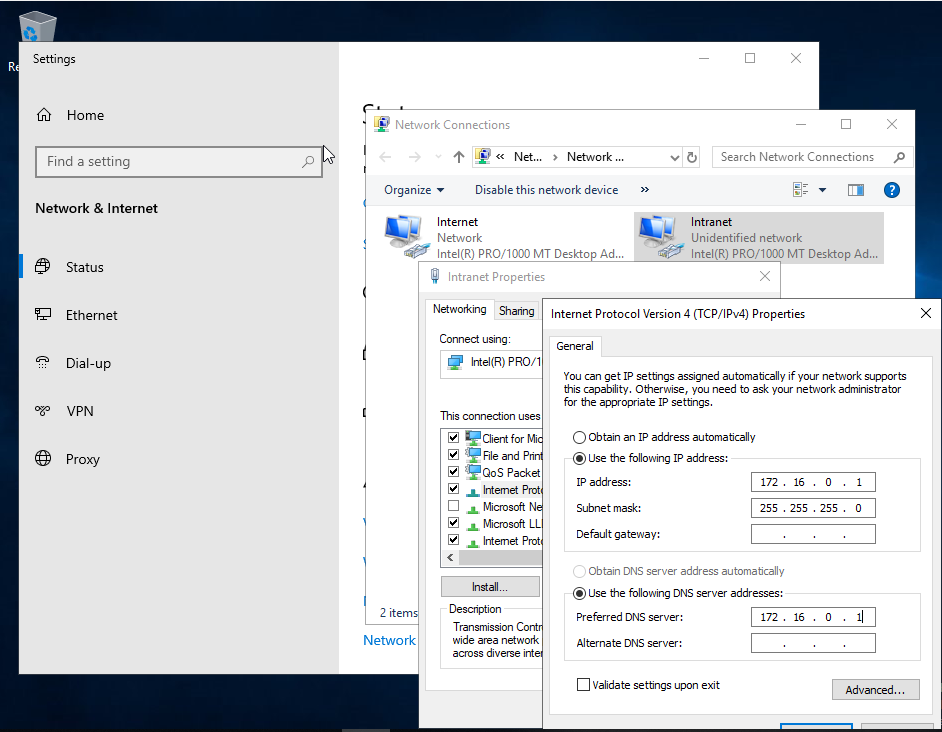 Re
Settings
Home
Find a setting
Network & Internet
Status
Ethernet
Dial-up
VPN
Proxy
Network
Network Connections
« Net... › Network ...
Search Network Connections
Organize
Disable this network device
»
Internet
Network
Intel(R) PRO/1000 MT Desktop Ad...
Intranet
Unidentified network
Intel(R) PRO/1000 MT Desktop Ad...
2 items
Intranet Properties
Networking
Sharing
Connect using:
Intel(R) PRO/1
This connection uses
Client for Mic
File and Print
QoS Packet
Internet Proto
Microsoft Ne
Microsoft LL
Internet Proto
Install...
Description
Transmission Contr
wide area network
across diverse inter
Internet Protocol Version 4 (TCP/IPv4) Properties
General
You can get IP settings assigned automatically if your network supports
this capability. Otherwise, you need to ask your network administrator
for the appropriate IP settings.
Obtain an IP address automatically
Use the following IP address:
IP address: 172 . 16 . 0 . 1
Subnet mask: 255 . 255 . 255 . 0
Default gateway: . . .
Obtain DNS server address automatically
Use the following DNS server addresses:
Preferred DNS server: 172 . 16 . 0 . 1
Alternate DNS server: . . .
Validate settings upon exit
Advanced...